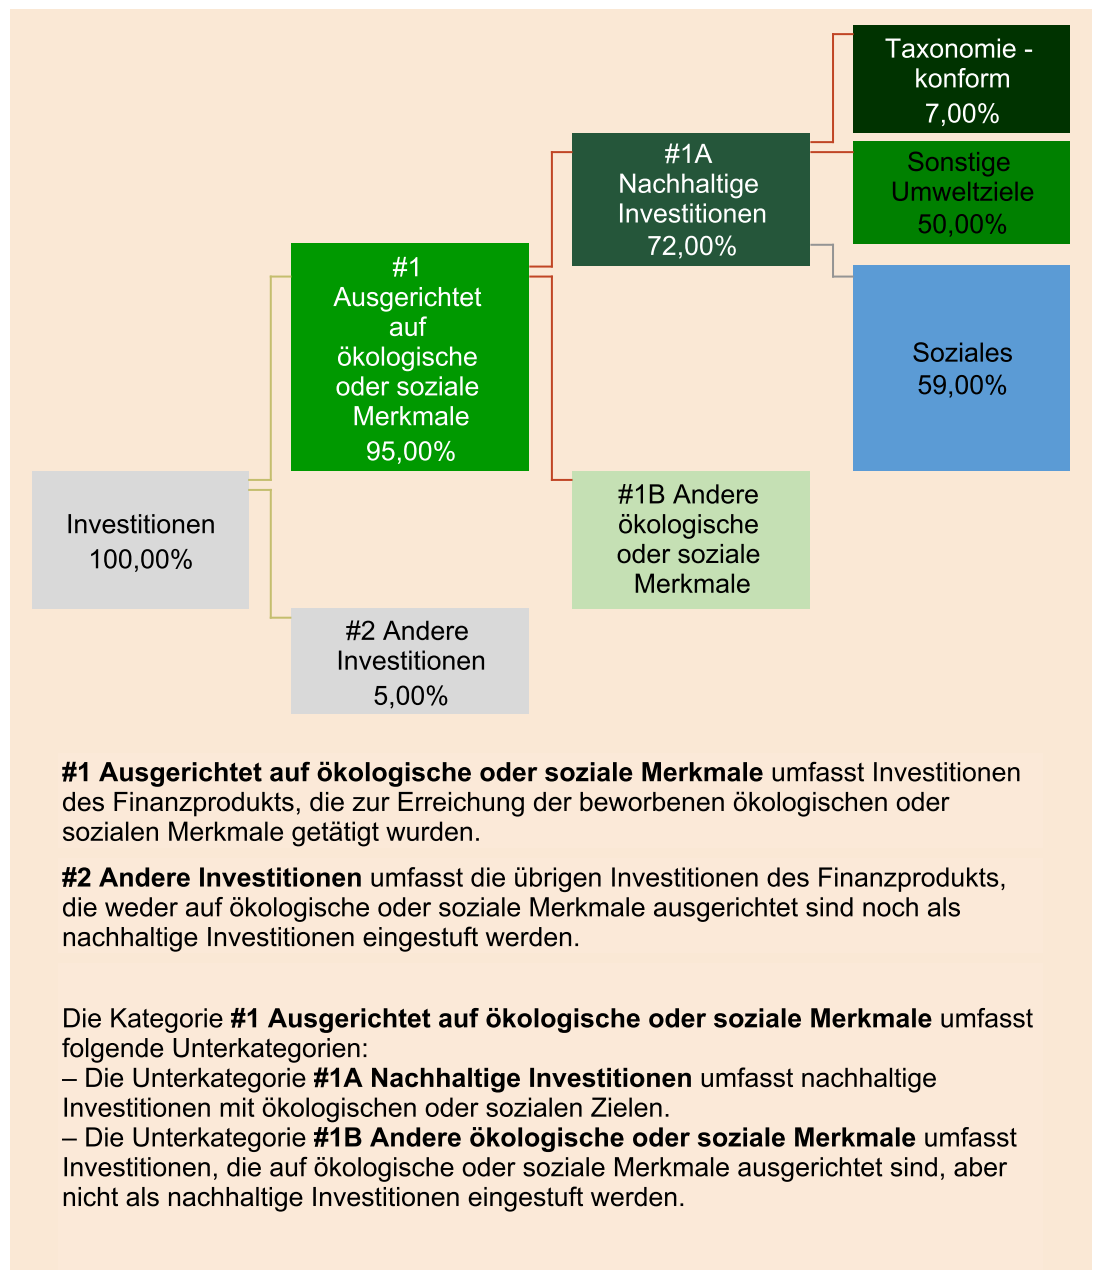 Taxonomie -
konform
7,00%
#1A
Nachhaltige
Investitionen
72,00%
Sonstige
Umweltziele
50,00%
#1
Ausgerichtet
auf
ökologische
oder soziale
Merkmale
95,00%
Soziales
59,00%
Investitionen
100,00%
#1B Andere
ökologische
oder soziale
Merkmale
#2 Andere
Investitionen
5,00%
#1 Ausgerichtet auf ökologische oder soziale Merkmale umfasst Investitionen
des Finanzprodukts, die zur Erreichung der beworbenen ökologischen oder
sozialen Merkmale getätigt wurden.
#2 Andere Investitionen umfasst die übrigen Investitionen des Finanzprodukts,
die weder auf ökologische oder soziale Merkmale ausgerichtet sind noch als
nachhaltige Investitionen eingestuft werden.
Die Kategorie #1 Ausgerichtet auf ökologische oder soziale Merkmale umfasst
folgende Unterkategorien:
– Die Unterkategorie #1A Nachhaltige Investitionen umfasst nachhaltige
Investitionen mit ökologischen oder sozialen Zielen.
– Die Unterkategorie #1B Andere ökologische oder soziale Merkmale umfasst
Investitionen, die auf ökologische oder soziale Merkmale ausgerichtet sind, aber
nicht als nachhaltige Investitionen eingestuft werden.